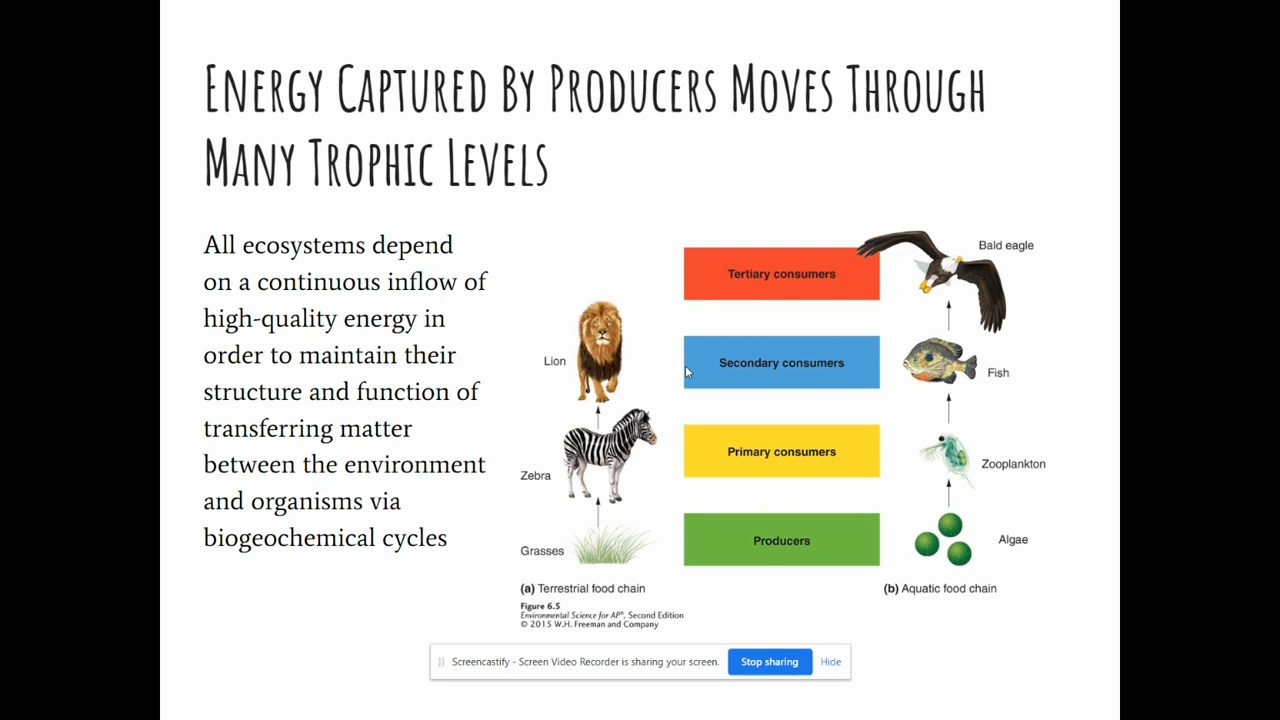 ENERGY CAPTURED BY PRODUCERS MOVES THROUGH
MANY TROPHIC LEVELS
All ecosystems depend
on a continuous inflow of
high-quality energy in
order to maintain their
structure and function of
transferring matter
between the environment
and organisms via
biogeochemical cycles
Lion
Zebra
Grasses
(a) Terrestrial food chain
Tertiary consumers
Secondary consumers
Primary consumers
Producers
Bald eagle
Fish
Zooplankton
Algae
(b) Aquatic food chain
Figure 6.5
Environmental Science for AP®, Second Edition
© 2015 W.H. Freeman and Company
Screencastify - Screen Video Recorder is sharing your screen.
Stop sharing
Hide